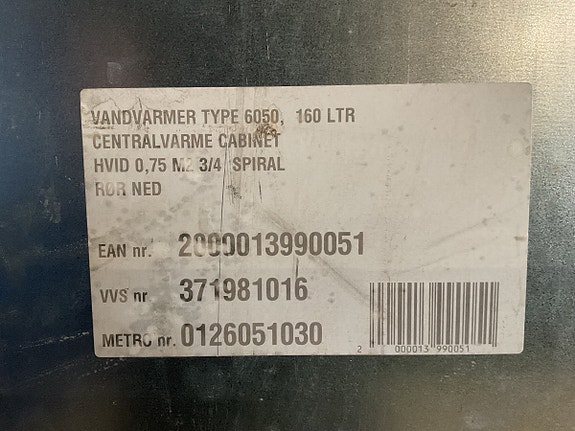 VANDVARMER TYPE 6050, 160 LTR
CENTRALVARME CABINET
HVID 0,75 M2 3/4 SPIRAL
RØR NED
EAN nr. 2000013990051
VVS nr 371981016
METRO nr. 0126051030
2 000013 990051